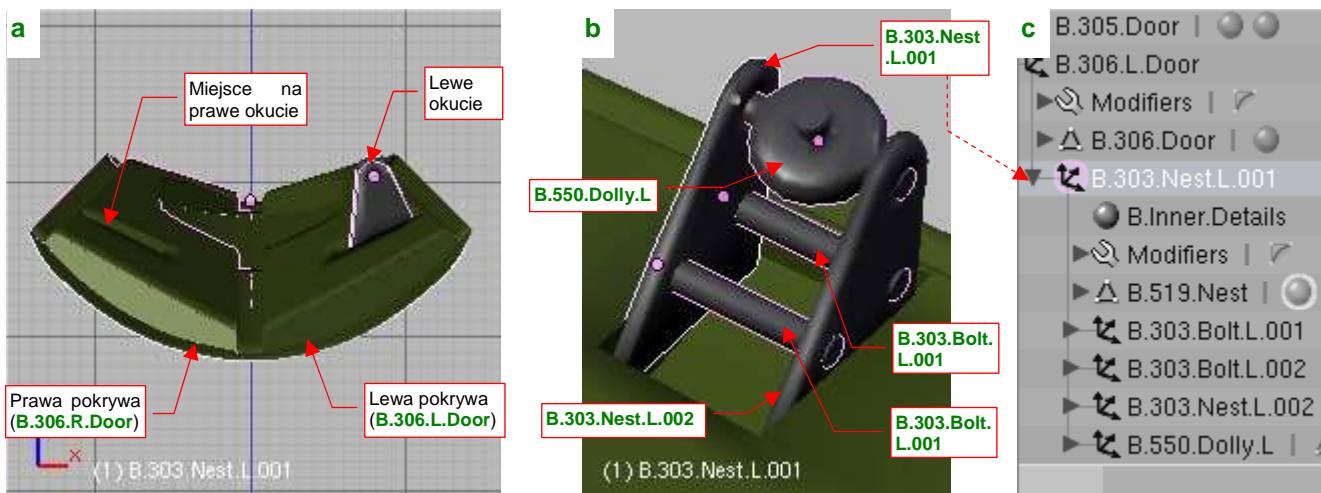 a
Miejsce na
prawe okucie
Lewe
okucie
Prawa pokrywa
(B.306.R.Door)
Lewa pokrywa
(B.306.L.Door)
x
(1) B.303.Nest.L.001
b
B.303.Nest
.L.001
B.550.Dolly.L
B.303.Bolt.
L.001
B.303.Nest.L.002
B.303.Bolt.
L.001
(1) B.303.Nest.L.001
c
B.305.Door
B.306.L.Door
Modifiers
B.306.Door
B.303.Nest.L.001
B.Inner.Details
Modifiers
B.519.Nest
B.303.Bolt.L.001
B.303.Bolt.L.002
B.303.Nest.L.002
B.550.Dolly.L